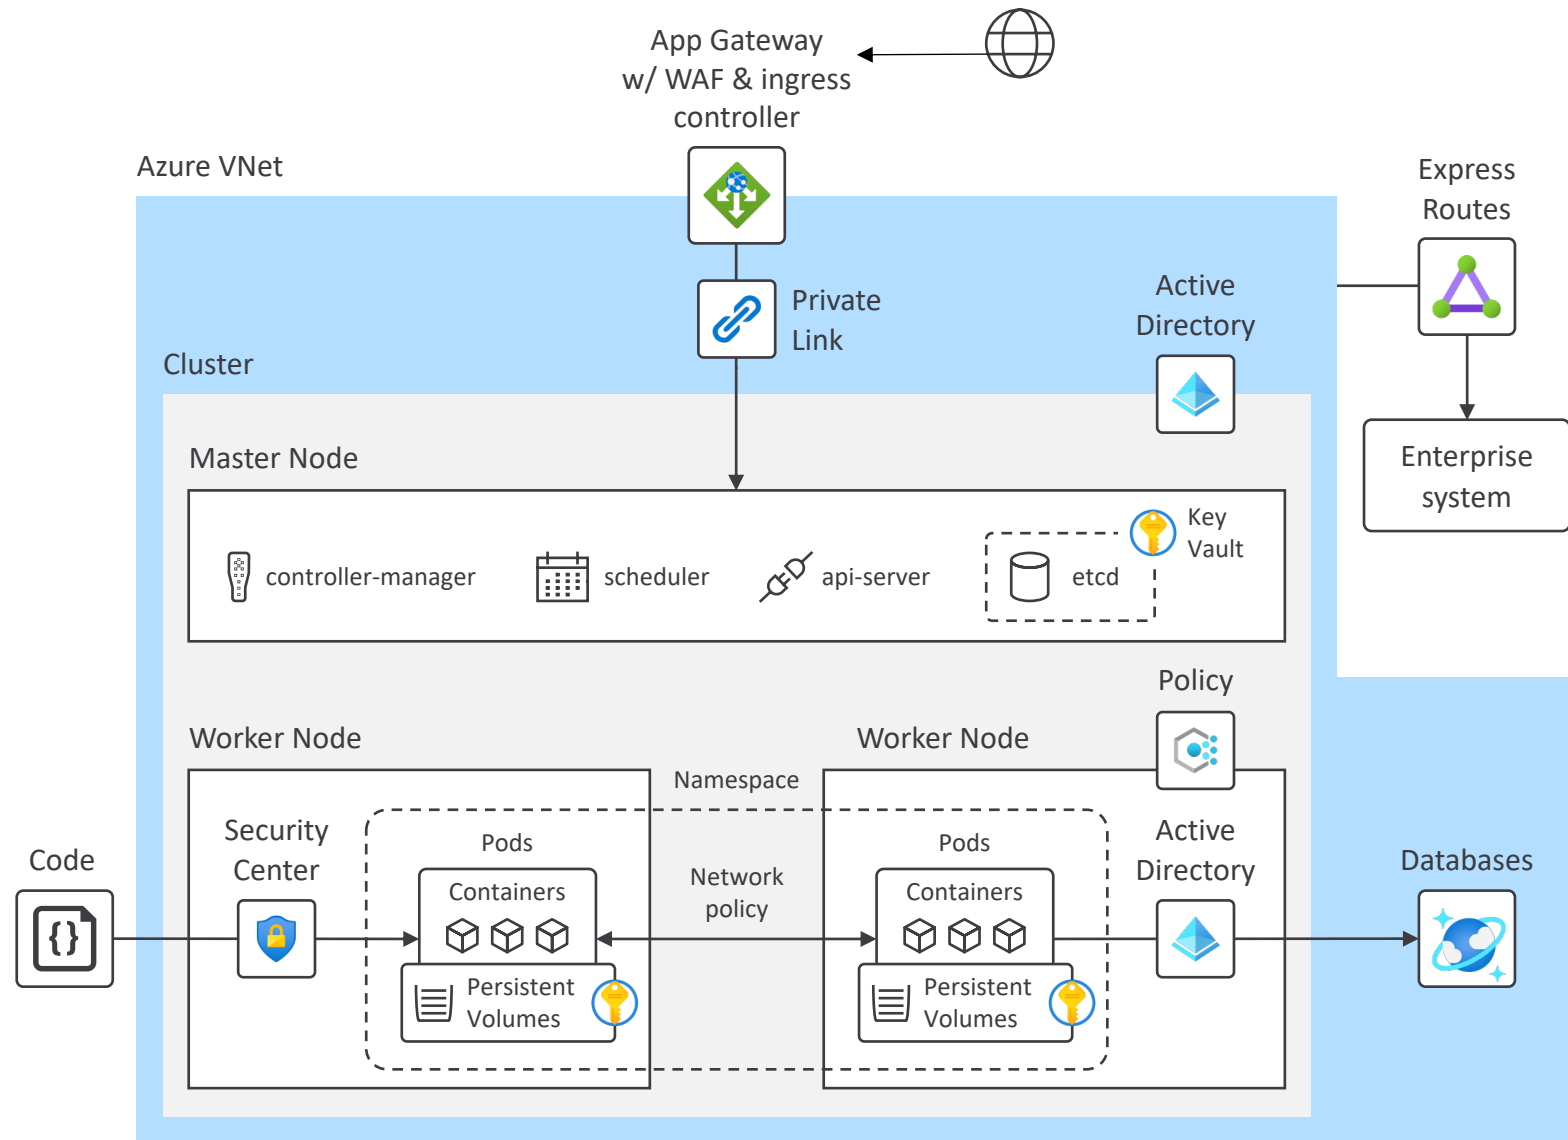 App Gateway
w/ WAF & ingress
controller
Azure VNet
Express
Routes
Private
Link
Active
Directory
Cluster
Enterprise
system
Master Node
Key
Vault
controller-manager
scheduler
api-server
etcd
Policy
Worker Node
Worker Node
Namespace
Security
Center
Pods
Pods
Active
Directory
Code
Databases
Containers
Network
policy
Containers
{}
Persistent
Volumes
Persistent
Volumes